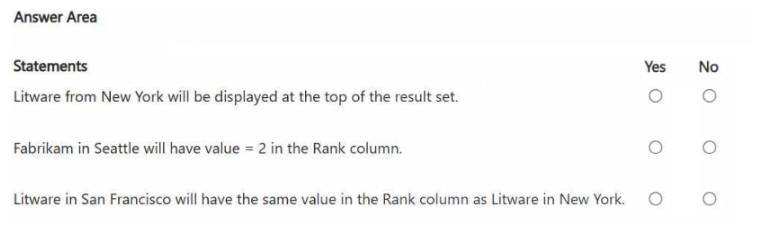 Answer Area
Statements Yes No
Litware from New York will be displayed at the top of the result set.
Fabrikam in Seattle will have value = 2 in the Rank column.
Litware in San Francisco will have the same value in the Rank column as Litware in New York.